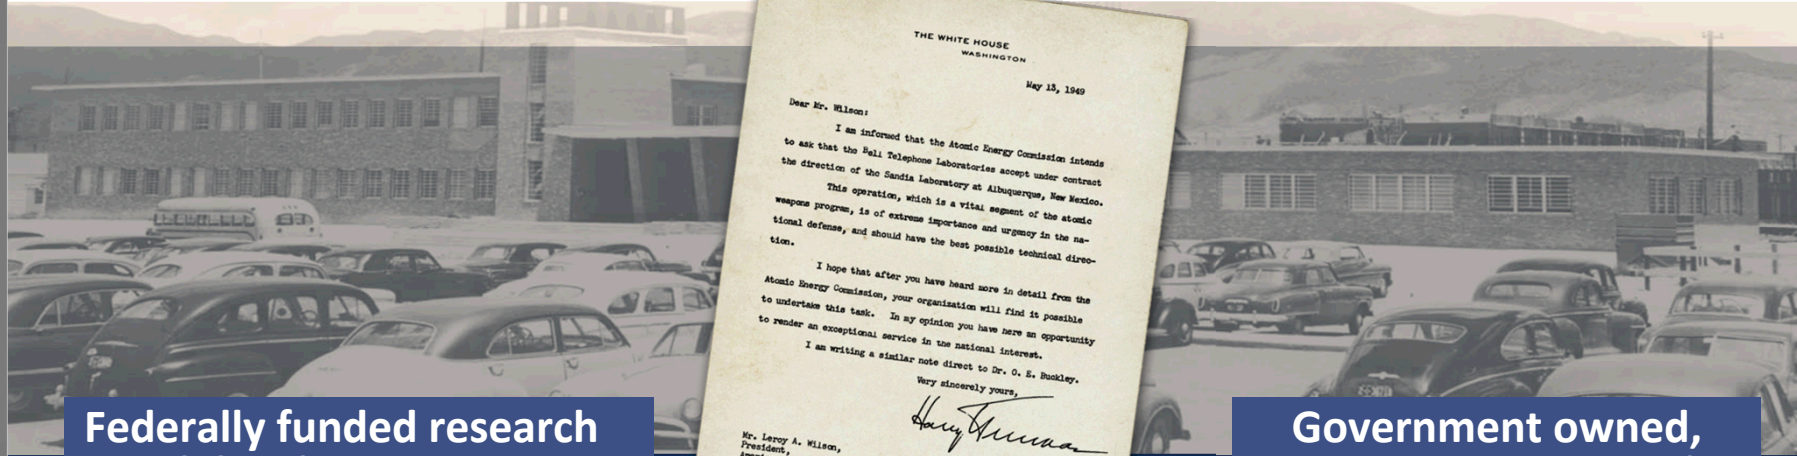 THE WHITE HOUSE
WASHINGTON
May 13, 1949
Dear Mr. Wilson:
I am informed that the Atomic Energy Commission intends
to ask that the Bell Telephone Laboratories accept under contract
the direction of the Sandia Laboratory at Albuquerque, New Mexico.
This operation, which is a vital segment of the atomic
weapons program, is of extreme importance and urgency in the na-
tional defense, and should have the best possible technical direc-
tion.
I hope that after you have heard more in detail from the
Atomic Energy Commission, your organization will find it possible
to undertake this task. In my opinion you have here an opportunity
to render an exceptional service in the national interest.
I am writing a similar note direct to Dr. O. E. Buckley.
Very sincerely yours,
Harry Truman
Mr. Leroy A. Wilson,
President,
Federally funded research
Government owned,